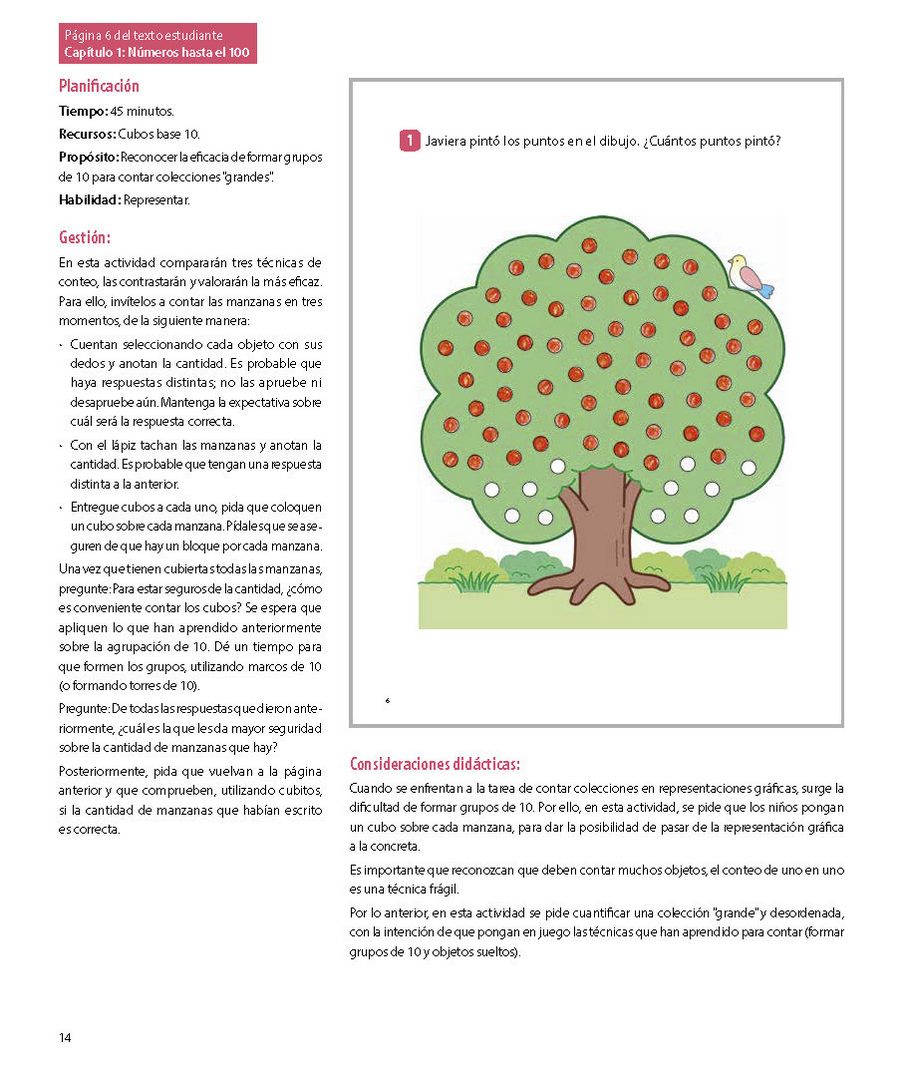 Página 6 del texto estudiante
Capítulo 1: Números hasta el 100
Planificación
Tiempo: 45 minutos.
Recursos: Cubos base 10.
Propósito: Reconocer la eficacia de formar grupos
de 10 para contar colecciones "grandes".
Habilidad: Representar.
Gestión:
En esta actividad compararán tres técnicas de
conteo, las contrastarán y valorarán la más eficaz.
Para ello, invítelos a contar las manzanas en tres
momentos, de la siguiente manera:
· Cuentan seleccionando cada objeto con sus
dedos y anotan la cantidad. Es probable que
haya respuestas distintas; no las apruebe ni
desapruebe aún. Mantenga la expectativa sobre
cuál será la respuesta correcta.
· Con el lápiz tachan las manzanas y anotan la
cantidad. Es probable que tengan una respuesta
distinta a la anterior.
· Entregue cubos a cada uno, pida que coloquen
un cubo sobre cada manzana. Pídales que se ase-
guren de que hay un bloque por cada manzana.
Una vez que tienen cubiertas todas las manzanas,
pregunte: Para estar seguros de la cantidad, ¿cómo
es conveniente contar los cubos? Se espera que
apliquen lo que han aprendido anteriormente
sobre la agrupación de 10. Dé un tiempo para
que formen los grupos, utilizando marcos de 10
(o formando torres de 10).
Pregunte: De todas las respuestas que dieron ante-
riormente, ¿cuál es la que les da mayor seguridad
sobre la cantidad de manzanas que hay?
Posteriormente, pida que vuelvan a la página
anterior y que comprueben, utilizando cubitos,
si la cantidad de manzanas que habían escrito
es correcta.
1 Javiera pintó los puntos en el dibujo. ¿Cuántos puntos pintó?
6
Consideraciones didácticas:
Cuando se enfrentan a la tarea de contar colecciones en representaciones gráficas, surge la
dificultad de formar grupos de 10. Por ello, en esta actividad, se pide que los niños pongan
un cubo sobre cada manzana, para dar la posibilidad de pasar de la representación gráfica
a la concreta.
Es importante que reconozcan que deben contar muchos objetos, el conteo de uno en uno
es una técnica frágil.
Por lo anterior, en esta actividad se pide cuantificar una colección "grande" y desordenada,
con la intención de que pongan en juego las técnicas que han aprendido para contar (formar
grupos de 10 y objetos sueltos).
14